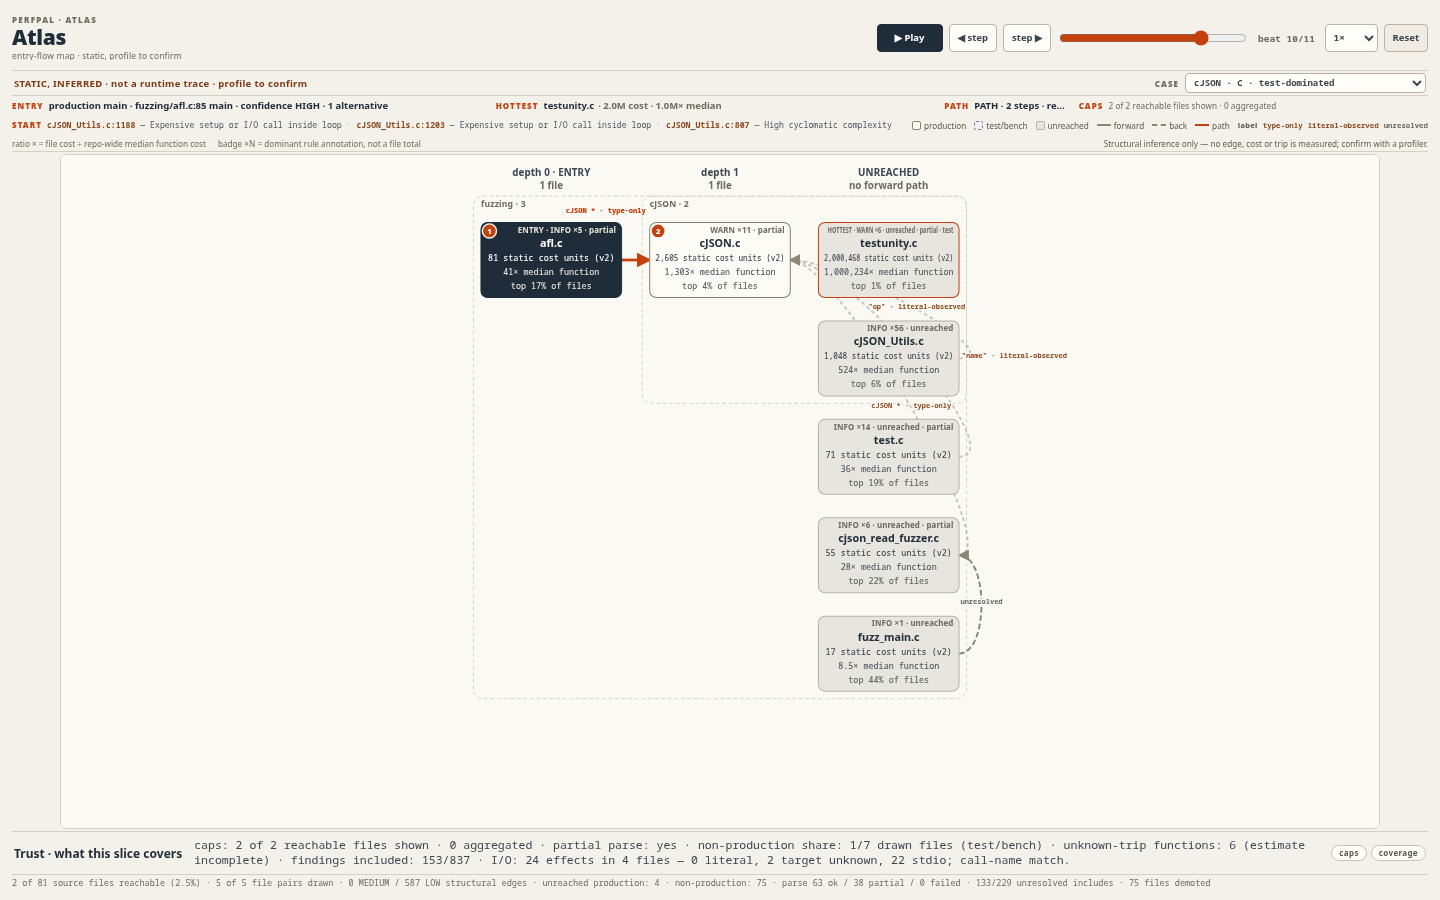 PERFPAL · ATLAS
Atlas
entry-flow map · static, profile to confirm
▶ Play
◀ step
step ▶
beat 10/11
1×
Reset
STATIC, INFERRED · not a runtime trace · profile to confirm
CASE
cJSON · C · test-dominated
ENTRY production main · fuzzing/afl.c:85 main · confidence HIGH · 1 alternative
HOTTEST testunity.c · 2.0M cost · 1.0M× median
PATH PATH · 2 steps · re...
CAPS 2 of 2 reachable files shown · 0 aggregated
START cJSON_Utils.c:1188 — Expensive setup or I/O call inside loop · cJSON_Utils.c:1203 — Expensive setup or I/O call inside loop · cJSON_Utils.c:807 — High cyclomatic complexity
production test/bench unreached forward back path label type-only literal-observed unresolved
ratio × = file cost ÷ repo-wide median function cost badge ×N = dominant rule annotation, not a file total
Structural inference only — no edge, cost or trip is measured; confirm with a profiler.
depth 0 · ENTRY
1 file
depth 1
1 file
UNREACHED
no forward path
fuzzing · 3
cJSON · 2
cJSON * · type-only
1
ENTRY · INFO ×5 · partial
afl.c
81 static cost units (v2)
41× median function
top 17% of files
2
WARN ×11 · partial
cJSON.c
2,605 static cost units (v2)
1,303× median function
top 4% of files
HOTTEST · WARN ×6 · unreached · partial · test
testunity.c
2,000,468 static cost units (v2)
1,000,234× median function
top 1% of files
"op" · literal-observed
INFO ×56 · unreached
cJSON_Utils.c
1,048 static cost units (v2)
524× median function
top 6% of files
"name" · literal-observed
cJSON * · type-only
INFO ×14 · unreached · partial
test.c
71 static cost units (v2)
36× median function
top 19% of files
INFO ×6 · unreached · partial
cjson_read_fuzzer.c
55 static cost units (v2)
28× median function
top 22% of files
unresolved
INFO ×1 · unreached
fuzz_main.c
17 static cost units (v2)
8.5× median function
top 44% of files
Trust · what this slice covers
caps: 2 of 2 reachable files shown · 0 aggregated · partial parse: yes · non-production share: 1/7 drawn files (test/bench) · unknown-trip functions: 6 (estimate
incomplete) · findings included: 153/837 · I/O: 24 effects in 4 files — 0 literal, 2 target unknown, 22 stdio; call-name match.
caps
coverage
2 of 81 source files reachable (2.5%) · 5 of 5 file pairs drawn · 0 MEDIUM / 587 LOW structural edges · unreached production: 4 · non-production: 75 · parse 63 ok / 38 partial / 0 failed · 133/229 unresolved includes · 75 files demoted